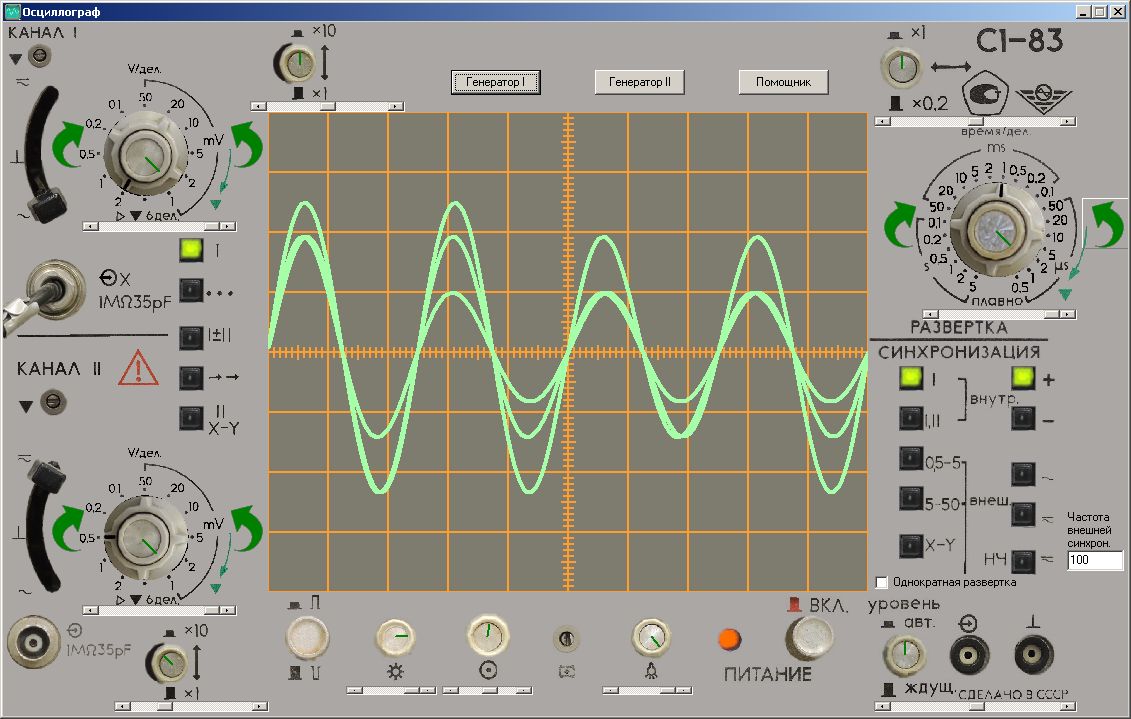 Осциллограф
КАНАЛ I
V/дел.
50
0.1 20
0.2 10
mV
0.5 5
1 2
2 1
▷ ▼ 6дел.
×10
×1
Генератор I
Генератор II
Помощник
×1
С1-83
×0.2
время/дел.
ms
10 5 2 1 0.5 0.2
20 0.1
50 50
0.1 20
0.2 10
0.5 5
s 2 μs
1 1
2 0.5
5
плавно
РАЗВЕРТКА
I
X
1MΩ35pF
...
I±II
→→
II
X-Y
КАНАЛ II
V/дел.
50
0.1 20
0.2 10
mV
0.5 5
1 2
2 1
▷ ▼ 6дел.
1MΩ35pF
×10
×1
СИНХРОНИЗАЦИЯ
I +
внутр.
I,II −
0,5-5 ~
внеш.
5-50
X-Y НЧ
Частота
внешней
синхрон.
100
Однократная развертка
ВКЛ.
ПИТАНИЕ
уровень
авт.
ждущ.
СДЕЛАНО В СССР